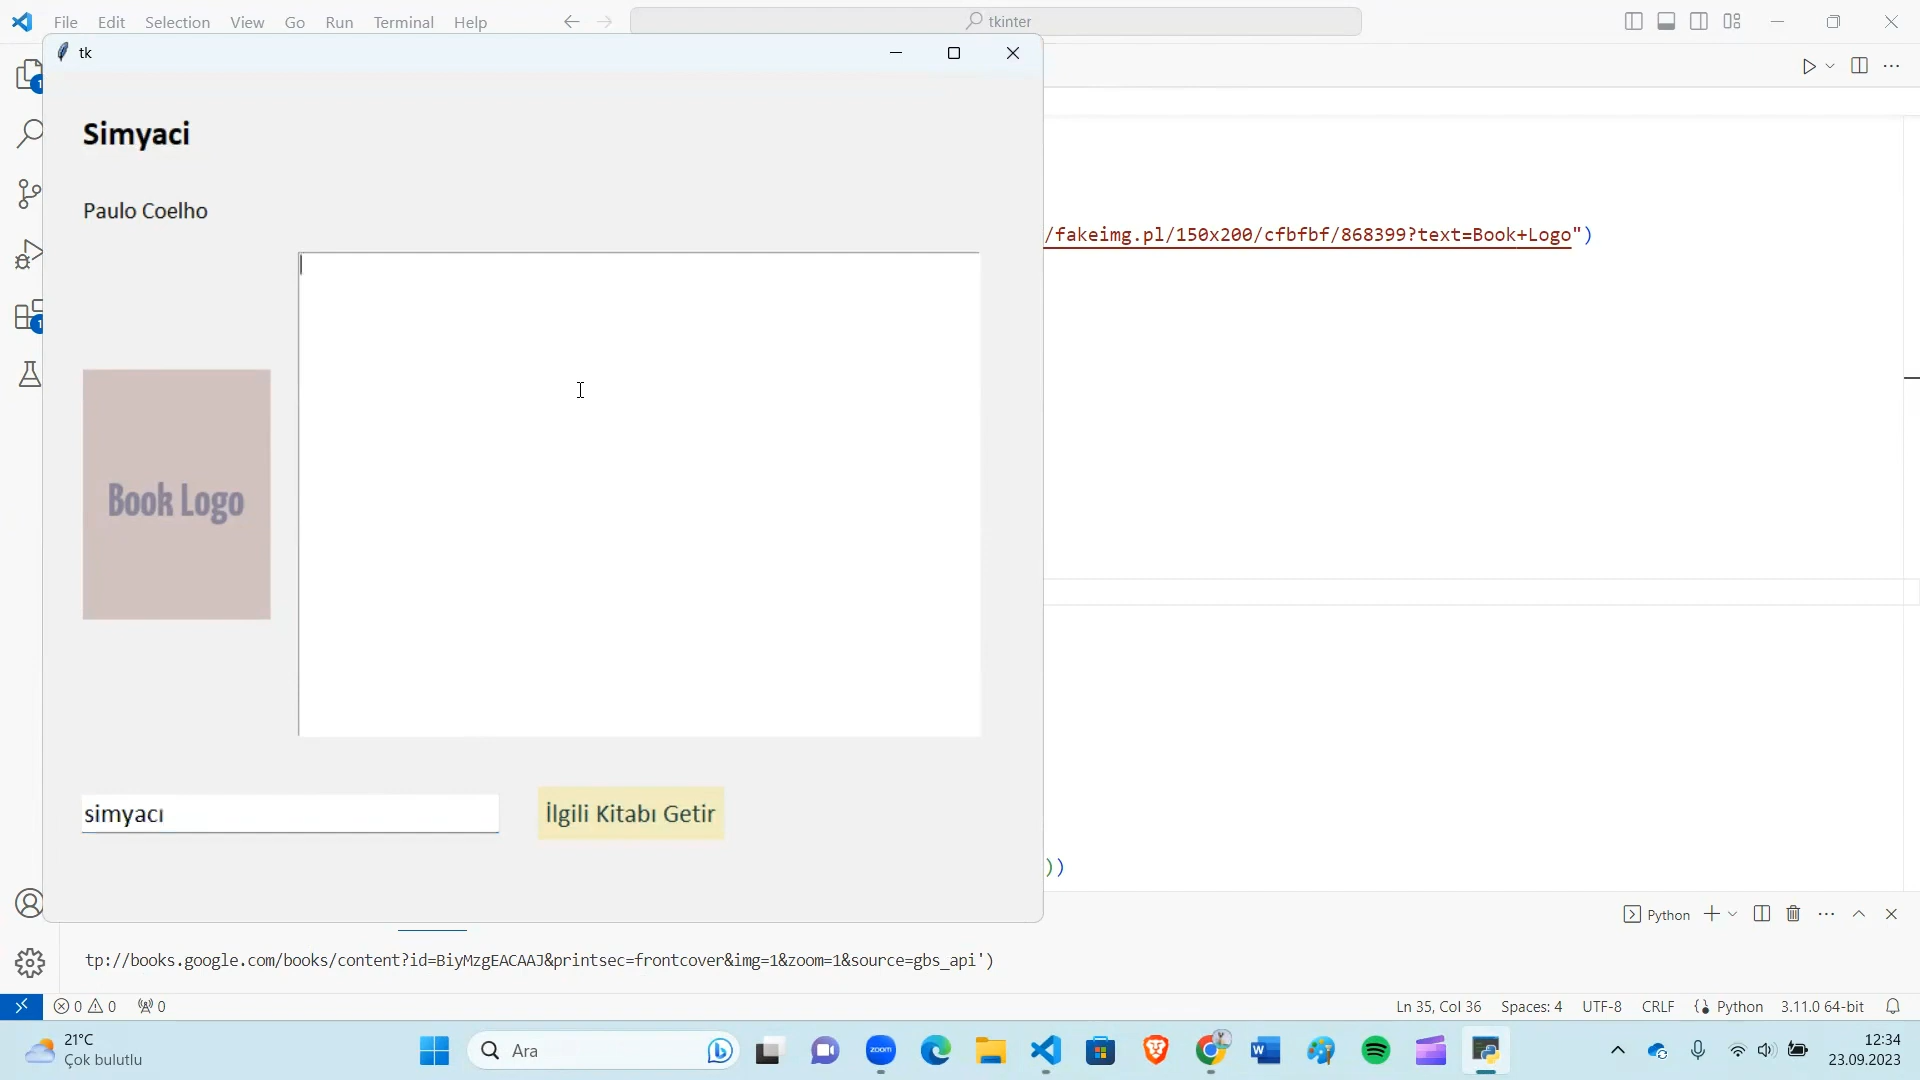 File Edit Selection View Go Run Terminal Help
tkinter
tk
Simyaci
Paulo Coelho
/fakeimg.pl/150x200/cfbfbf/868399?text=Book+Logo")
Book Logo
simyacı
İlgili Kitabı Getir
))
1
1
Python
tp://books.google.com/books/content?id=BiyMzgEACAAJ&printsec=frontcover&img=1&zoom=1&source=gbs_api')
0 0 0
Ln 35, Col 36 Spaces: 4 UTF-8 CRLF Python 3.11.0 64-bit
21°C
Çok bulutlu
Ara
zoom
12:34
23.09.2023